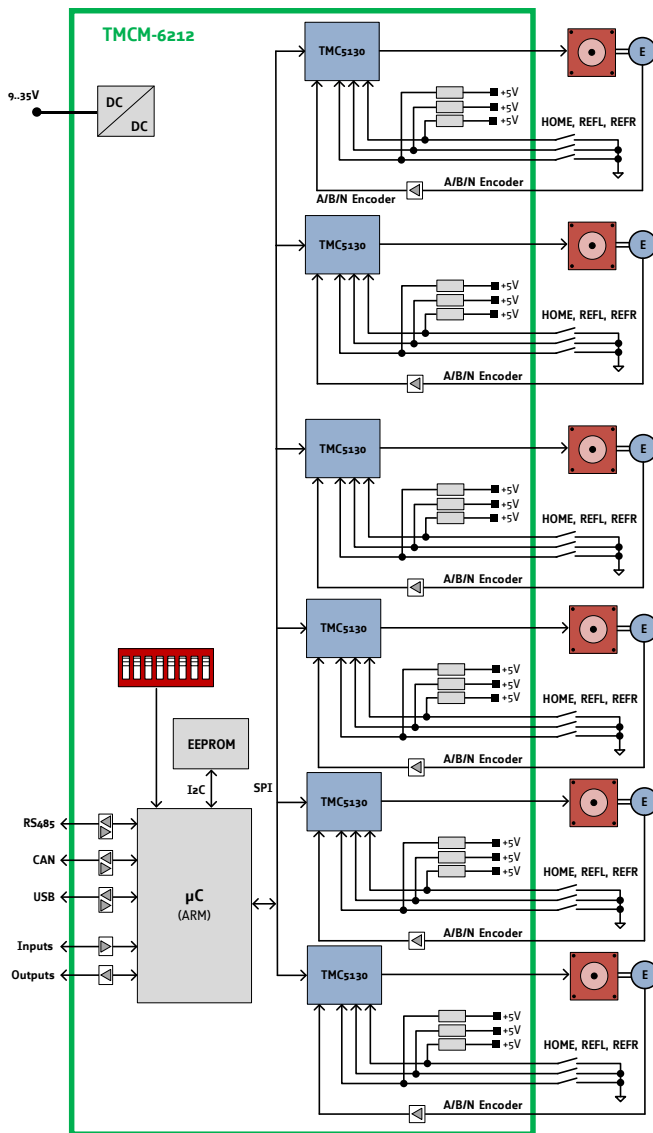 TMCM-6212
9..35V
DC
DC
TMC5130
E
+5V
+5V
+5V
HOME, REFL, REFR
A/B/N Encoder
A/B/N Encoder
TMC5130
E
+5V
+5V
+5V
HOME, REFL, REFR
A/B/N Encoder
TMC5130
E
+5V
+5V
+5V
HOME, REFL, REFR
A/B/N Encoder
TMC5130
E
+5V
+5V
+5V
HOME, REFL, REFR
A/B/N Encoder
EEPROM
I2C
SPI
TMC5130
E
+5V
+5V
+5V
HOME, REFL, REFR
A/B/N Encoder
RS485
CAN
USB
Inputs
Outputs
µC
(ARM)
TMC5130
E
+5V
+5V
+5V
HOME, REFL, REFR
A/B/N Encoder